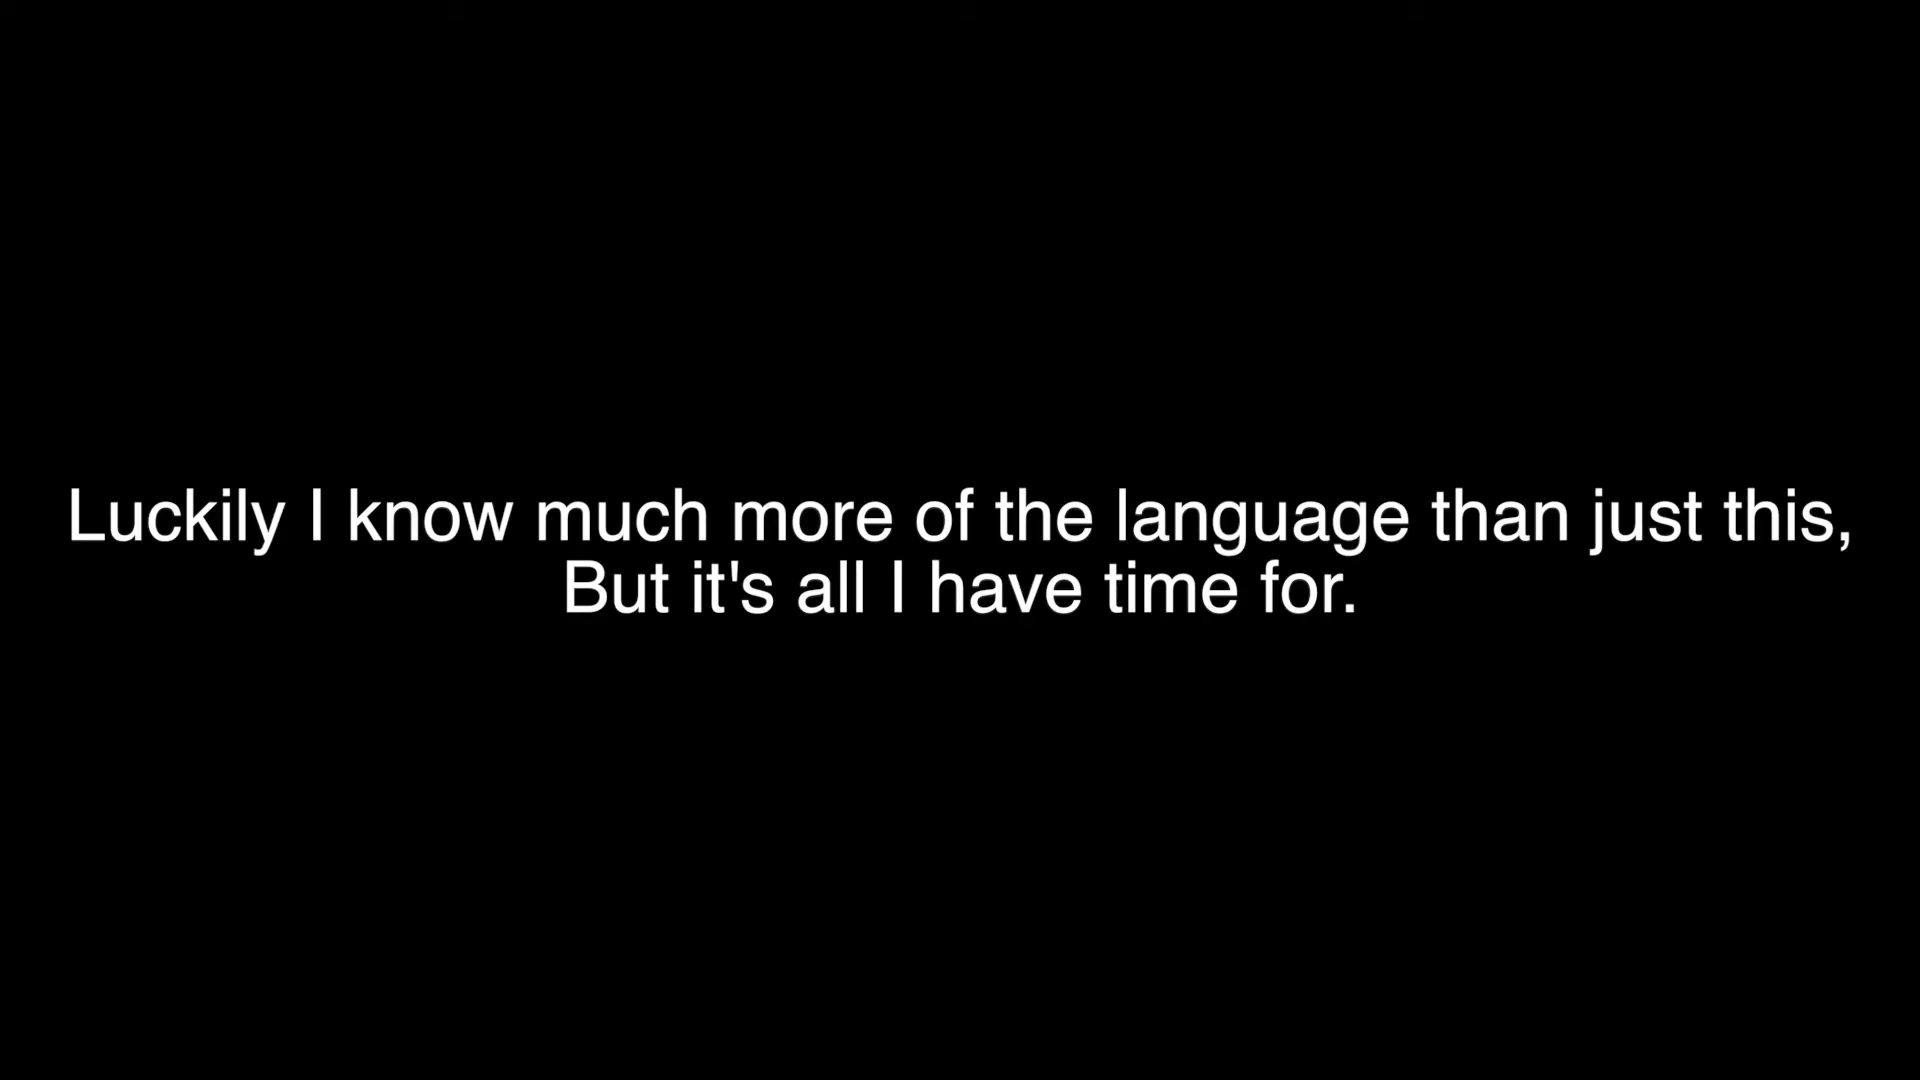 Luckily I know much more of the language than just this,
But it's all I have time for.